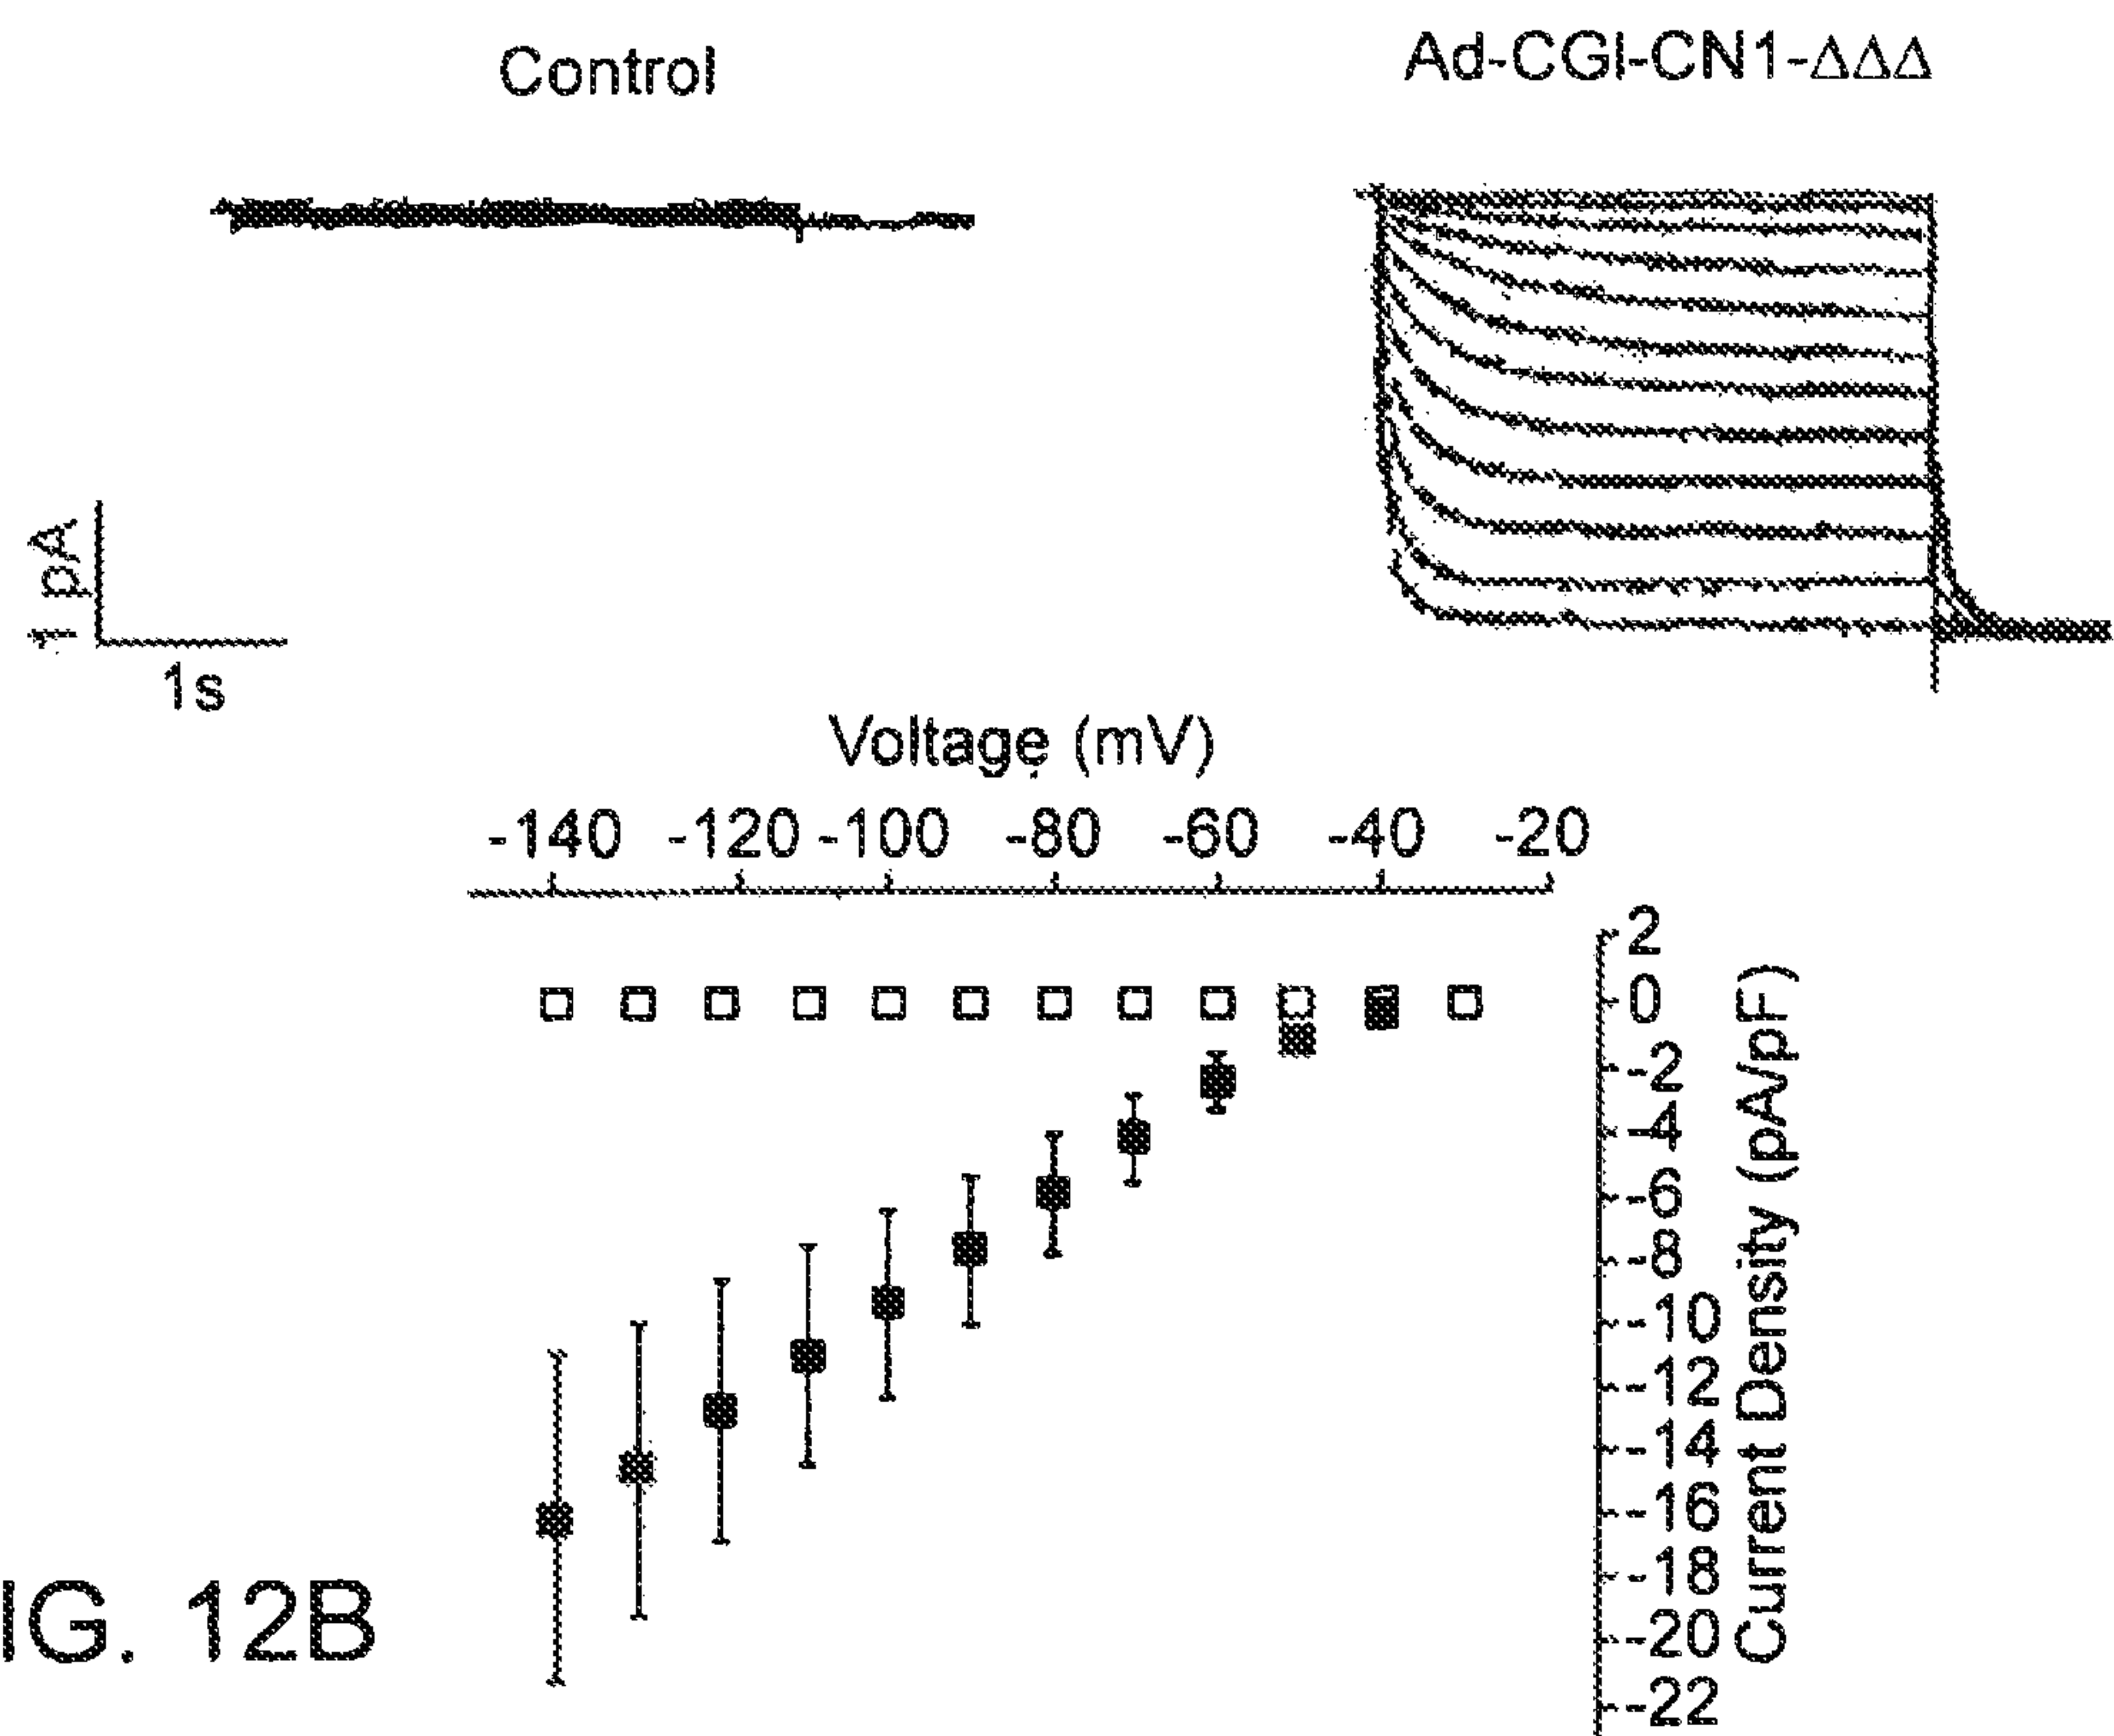 Control
Ad-CGI-CN1-ΔΔΔ
1 pA
1s
Voltage (mV)
-140 -120 -100 -80 -60 -40 -20
2
0
-2
-4
-6
-8
-10
-12
-14
-16
-18
-20
-22
Current Density (pA/pF)
IG. 12B